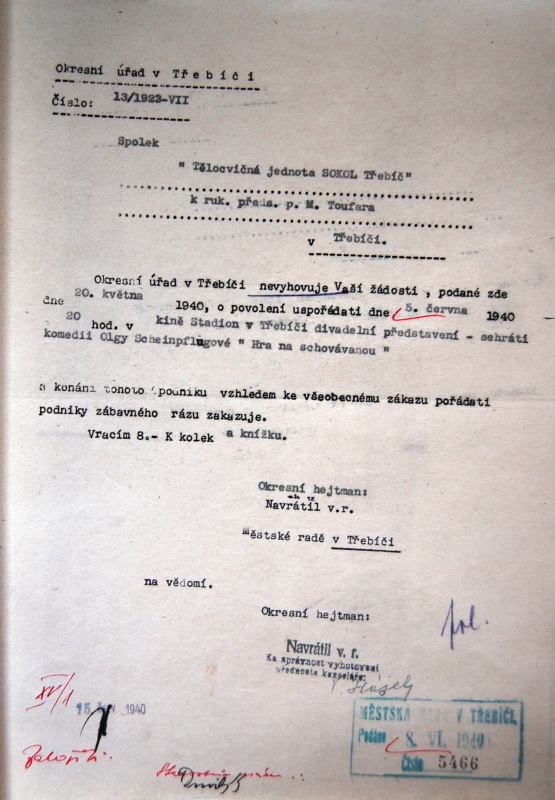 Okresní úřad v Třebíči
Číslo: 13/1923-VII
Spolek
" Tělocvičná jednota SOKOL Třebíč"
k ruk. předs. p. M. Toufara
v Třebíči.
Okresní úřad v Třebíči nevyhovuje Vaší žádosti , podané zde
dne 20. května 1940, o povolení uspořádati dne 5. června 1940
20 hod. v kině Stadion v Třebíči divadelní představení - sehráti
komedii Olgy Scheinpflugové " Hra na schovávanou "
a konání tohoto podniku vzhledem ke všeobecnému zákazu pořádati
podniky zábavného rázu zakazuje.
Vracím 8.- K kolek a knížku.
Okresní hejtman:
Navrátil v.r.
Městské radě v Třebíči
na vědomí.
Okresní hejtman:
Navrátil v. r.
Za správnost vyhotovení
přednosta kanceláře:
XV/1
15 1940
MĚSTSKÁ RADA V TŘEBÍČI.
Podáno 8. VI. 1940
Číslo 5466